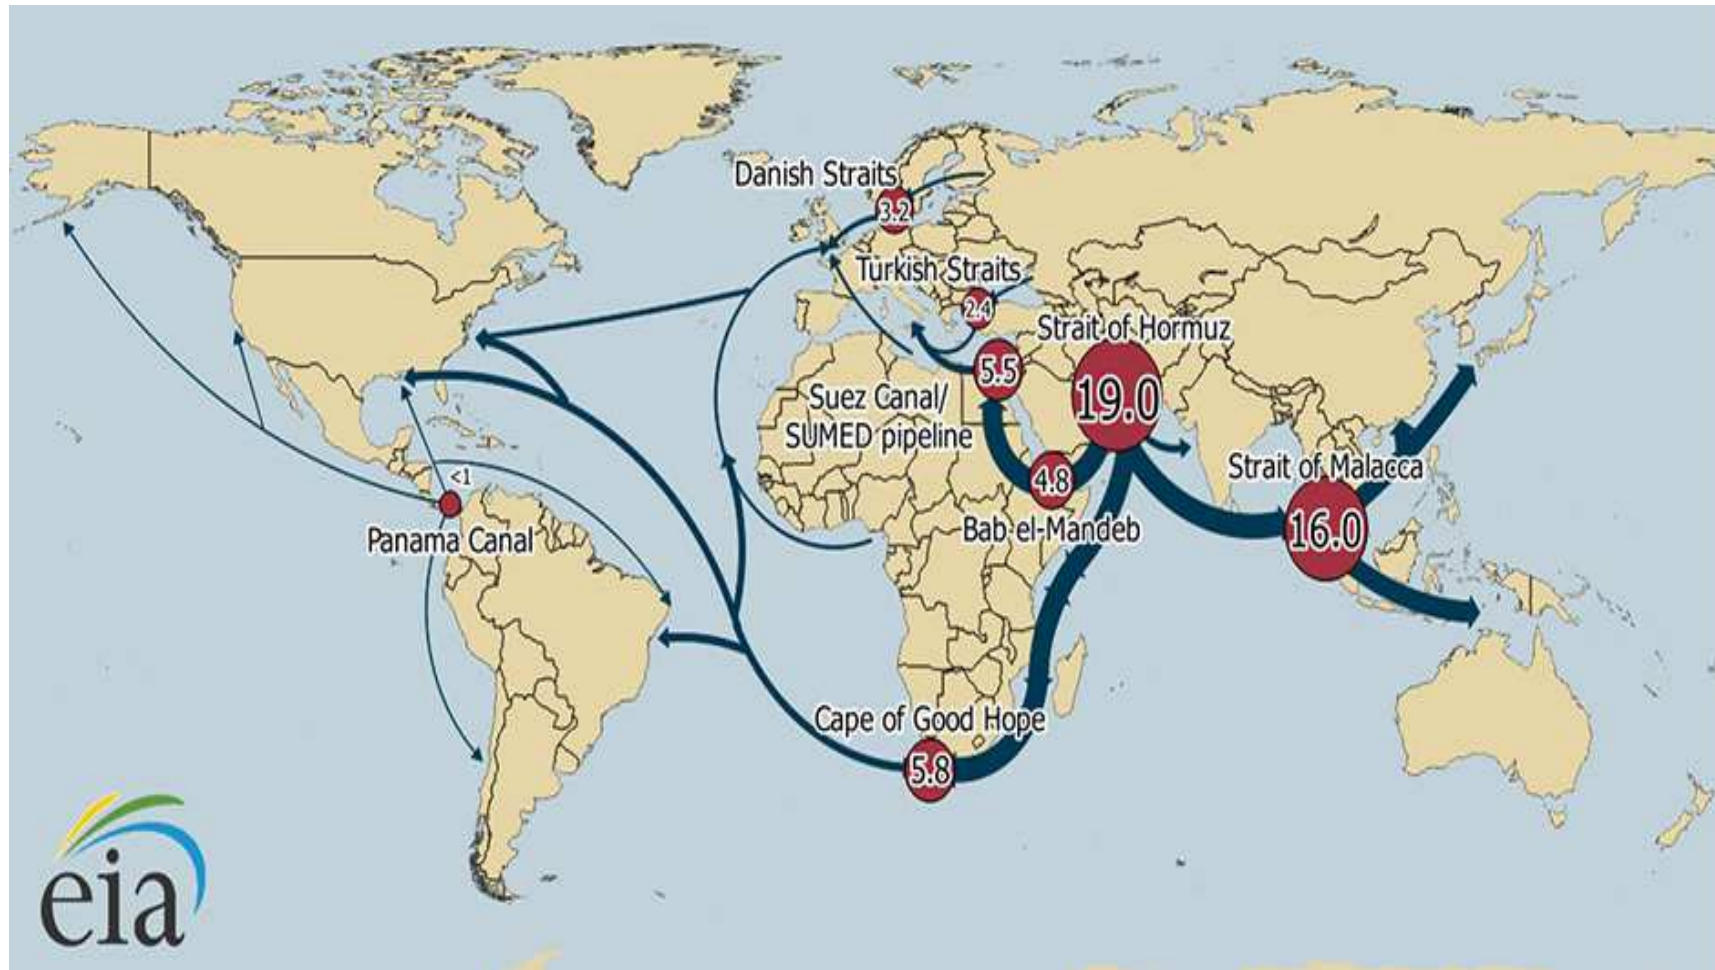 Danish Straits
3.2
Turkish Straits
2.4
Strait of Hormuz
5.5
19.0
Suez Canal/
SUMED pipeline
4.8
Bab el-Mandeb
Strait of Malacca
16.0
<1
Panama Canal
Cape of Good Hope
5.8
eia